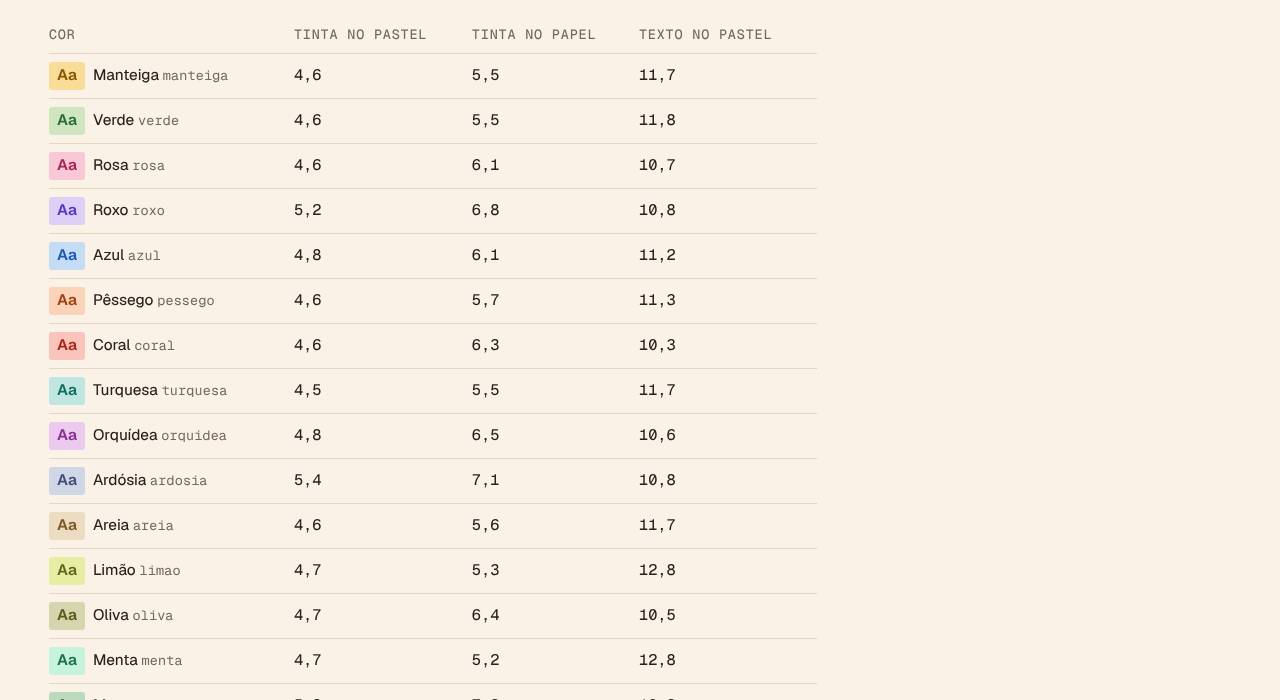 COR TINTA NO PASTEL TINTA NO PAPEL TEXTO NO PASTEL
Aa Manteiga manteiga 4,6 5,5 11,7
Aa Verde verde 4,6 5,5 11,8
Aa Rosa rosa 4,6 6,1 10,7
Aa Roxo roxo 5,2 6,8 10,8
Aa Azul azul 4,8 6,1 11,2
Aa Pêssego pessego 4,6 5,7 11,3
Aa Coral coral 4,6 6,3 10,3
Aa Turquesa turquesa 4,5 5,5 11,7
Aa Orquídea orquidea 4,8 6,5 10,6
Aa Ardósia ardosia 5,4 7,1 10,8
Aa Areia areia 4,6 5,6 11,7
Aa Limão limao 4,7 5,3 12,8
Aa Oliva oliva 4,7 6,4 10,5
Aa Menta menta 4,7 5,2 12,8